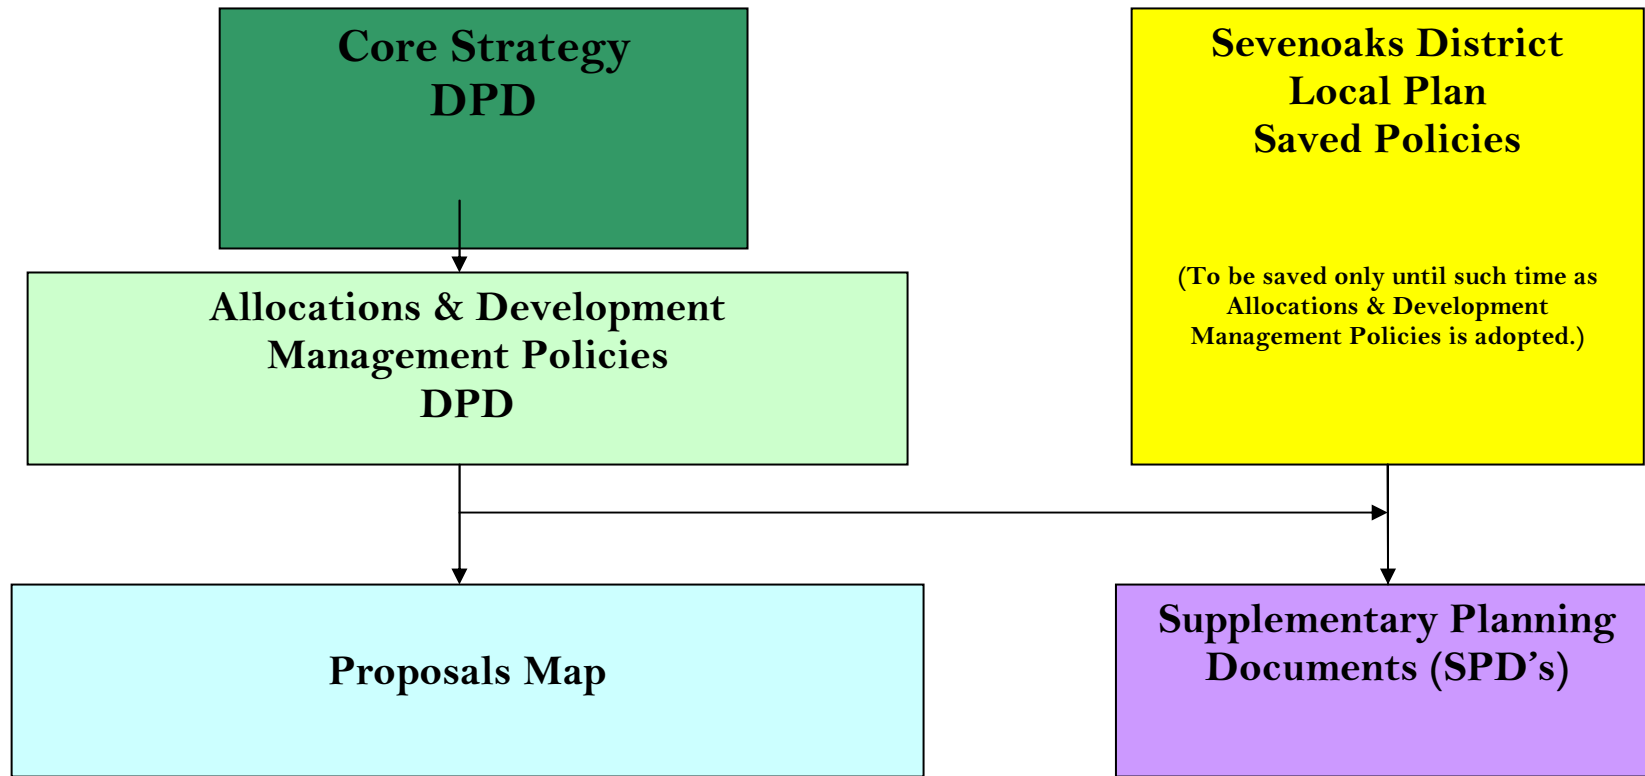 Core Strategy
DPD
Sevenoaks District
Local Plan
Saved Policies
(To be saved only until such time as
Allocations & Development
Management Policies is adopted.)
Allocations & Development
Management Policies
DPD
Proposals Map
Supplementary Planning
Documents (SPD’s)